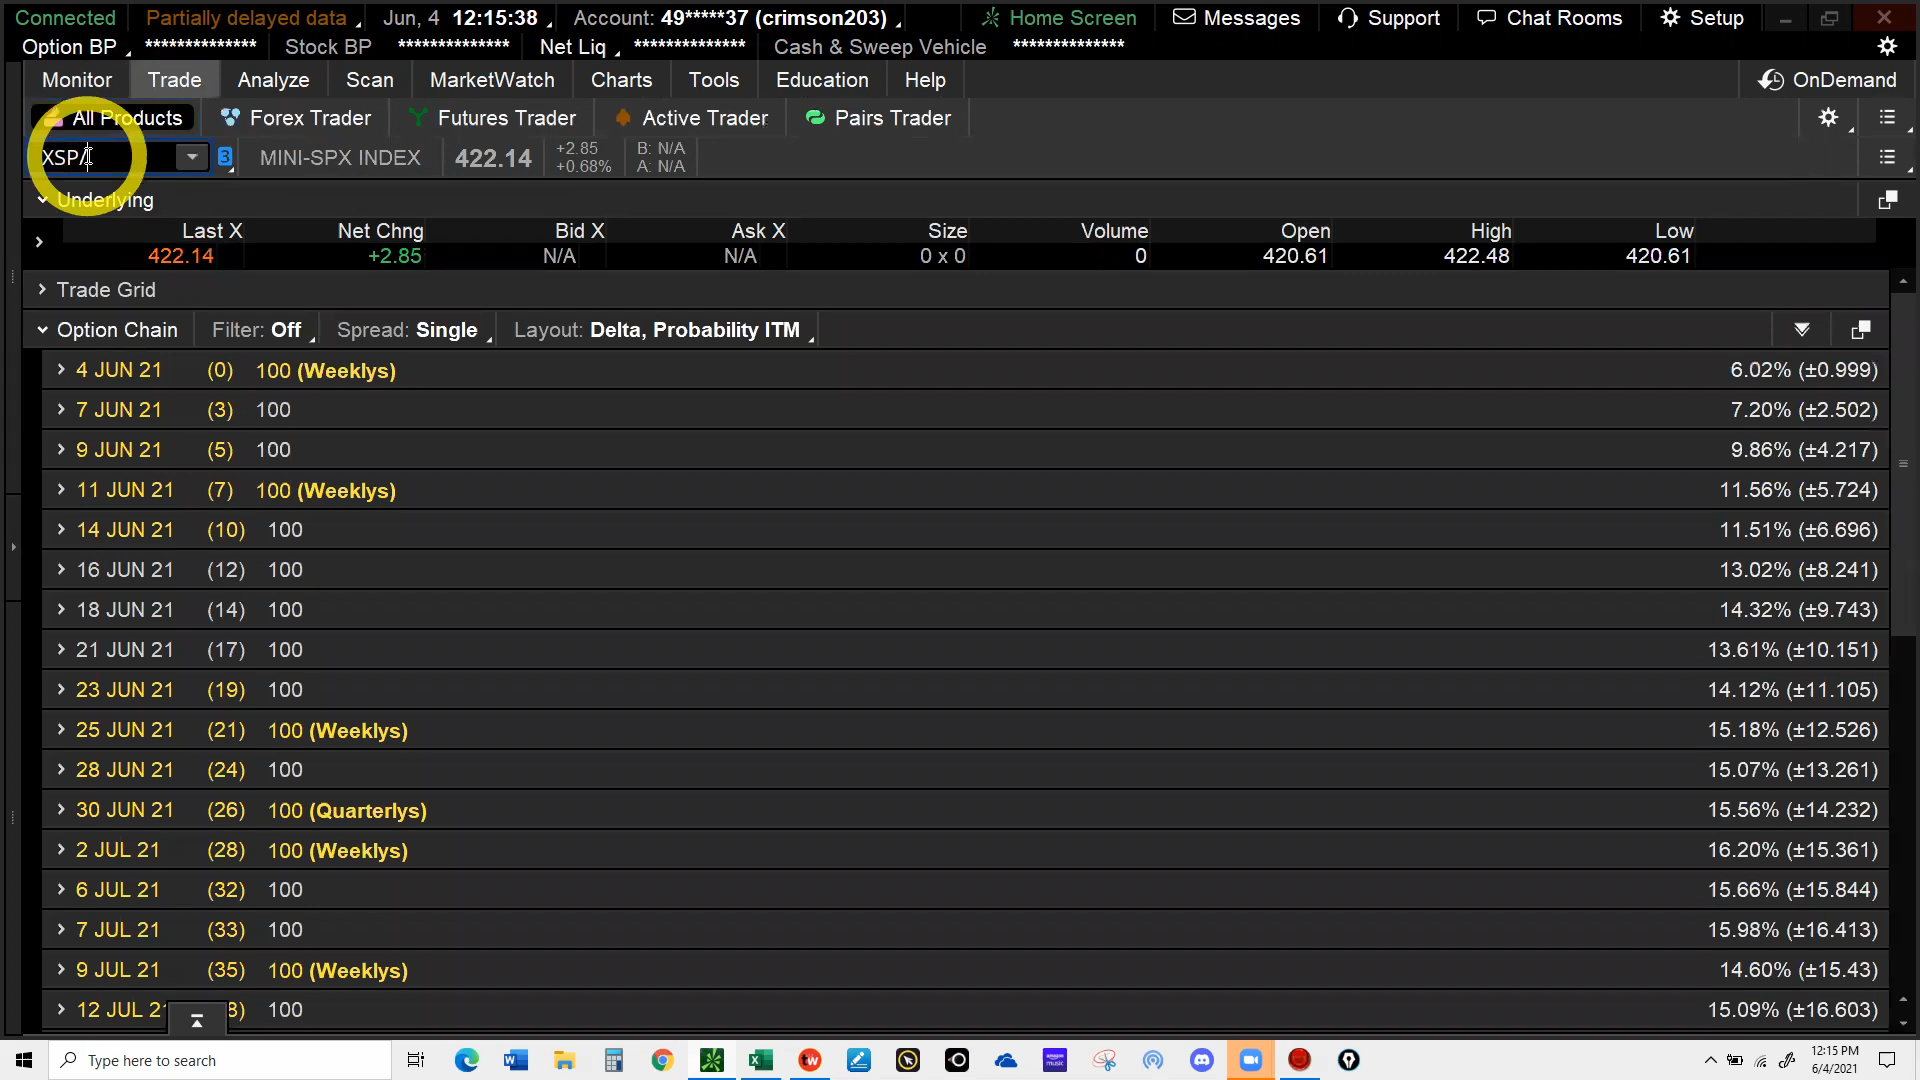 Connected Partially delayed data Jun, 4 12:15:38 Account: 49*****37 (crimson203) Home Screen Messages Support Chat Rooms Setup
Option BP ************** Stock BP ************** Net Liq ************** Cash & Sweep Vehicle **************
Monitor Trade Analyze Scan MarketWatch Charts Tools Education Help OnDemand
All Products Forex Trader Futures Trader Active Trader Pairs Trader
XSP 3 MINI-SPX INDEX 422.14 +2.85 B: N/A
+0.68% A: N/A
Underlying
Last X Net Chng Bid X Ask X Size Volume Open High Low
422.14 +2.85 N/A N/A 0 x 0 0 420.61 422.48 420.61
Trade Grid
Option Chain Filter: Off Spread: Single Layout: Delta, Probability ITM
4 JUN 21 (0) 100 (Weeklys) 6.02% (±0.999)
7 JUN 21 (3) 100 7.20% (±2.502)
9 JUN 21 (5) 100 9.86% (±4.217)
11 JUN 21 (7) 100 (Weeklys) 11.56% (±5.724)
14 JUN 21 (10) 100 11.51% (±6.696)
16 JUN 21 (12) 100 13.02% (±8.241)
18 JUN 21 (14) 100 14.32% (±9.743)
21 JUN 21 (17) 100 13.61% (±10.151)
23 JUN 21 (19) 100 14.12% (±11.105)
25 JUN 21 (21) 100 (Weeklys) 15.18% (±12.526)
28 JUN 21 (24) 100 15.07% (±13.261)
30 JUN 21 (26) 100 (Quarterlys) 15.56% (±14.232)
2 JUL 21 (28) 100 (Weeklys) 16.20% (±15.361)
6 JUL 21 (32) 100 15.66% (±15.844)
7 JUL 21 (33) 100 15.98% (±16.413)
9 JUL 21 (35) 100 (Weeklys) 14.60% (±15.43)
12 JUL 2 8) 100 15.09% (±16.603)
Type here to search tw 12:15 PM
6/4/2021